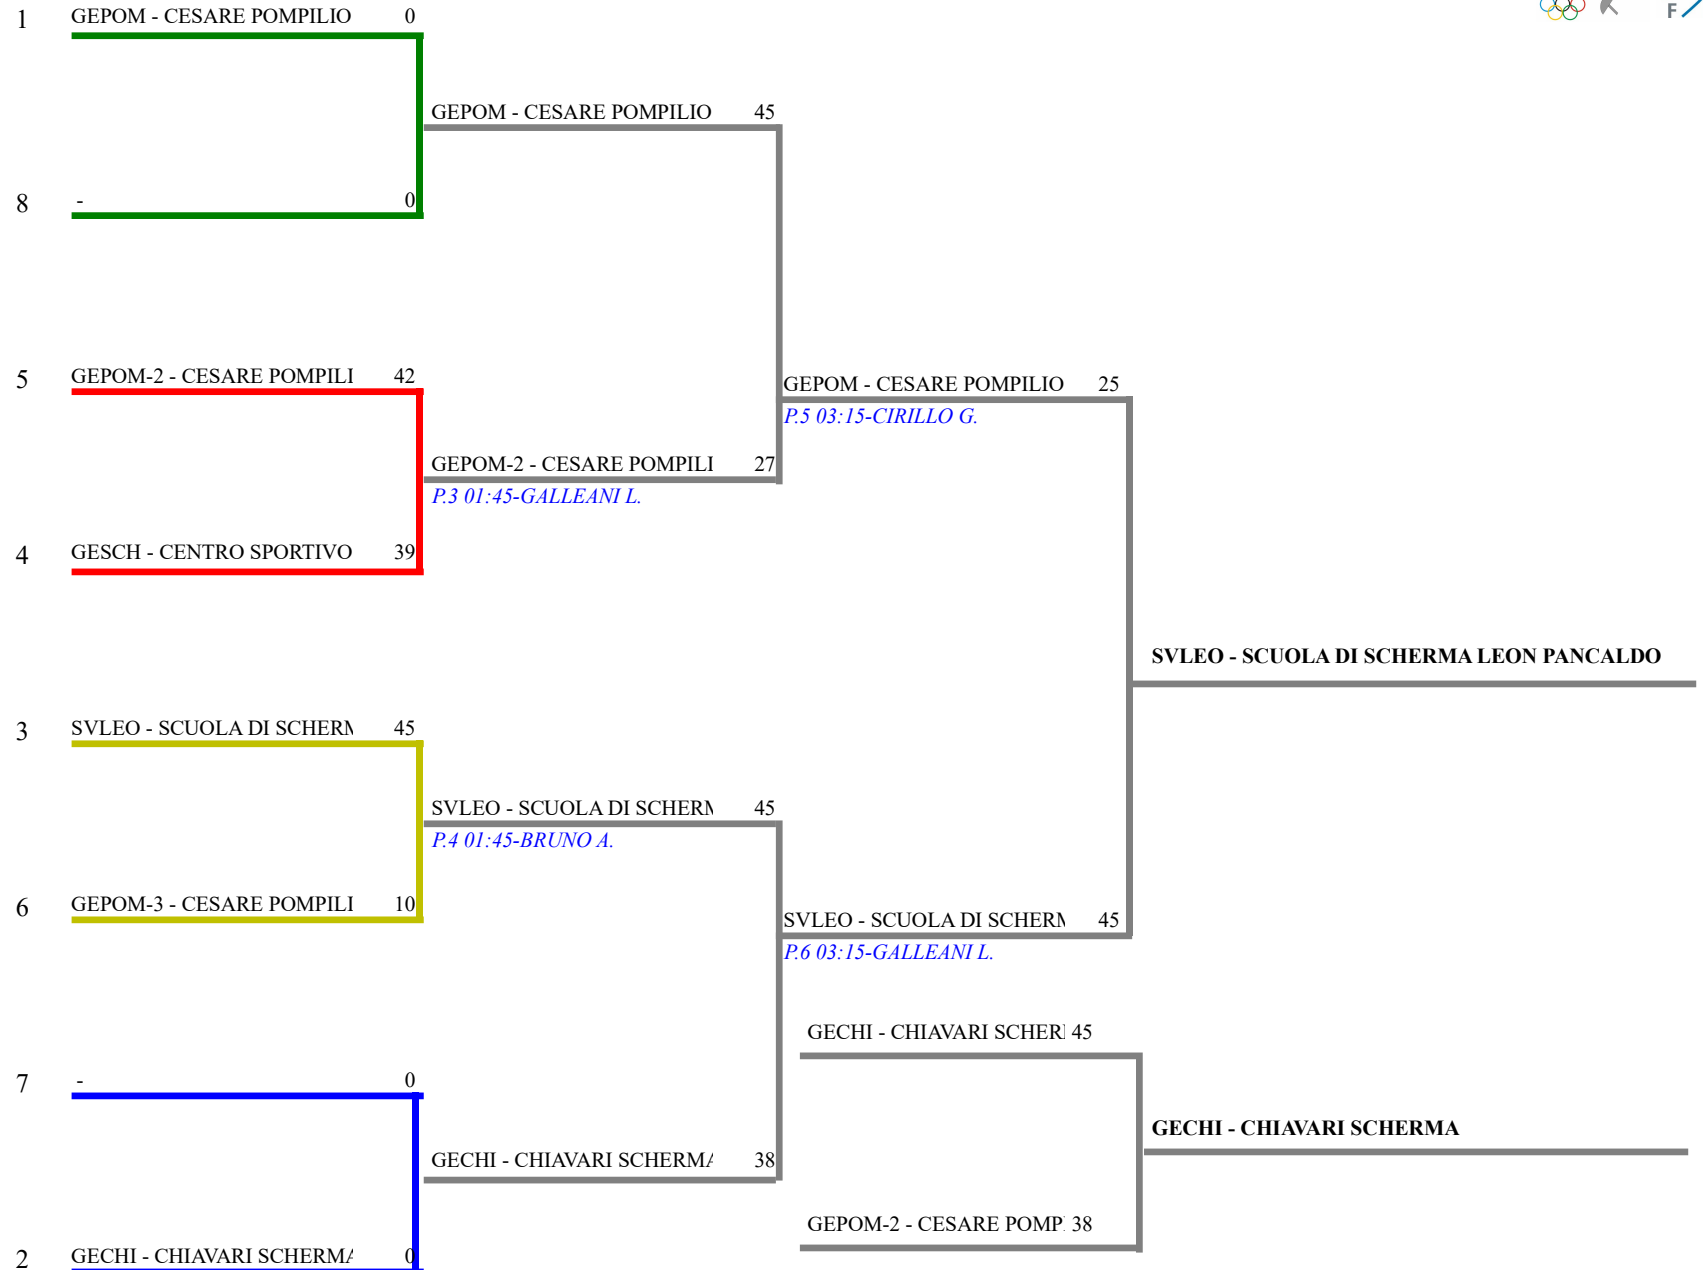 1 GEPOM - CESARE POMPILIO 0
F
GEPOM - CESARE POMPILIO 45
8 - 0
5 GEPOM-2 - CESARE POMPILI 42
GEPOM - CESARE POMPILIO 25
P.5 03:15-CIRILLO G.
GEPOM-2 - CESARE POMPILI 27
P.3 01:45-GALLEANI L.
4 GESCH - CENTRO SPORTIVO 39
SVLEO - SCUOLA DI SCHERMA LEON PANCALDO
3 SVLEO - SCUOLA DI SCHERM 45
SVLEO - SCUOLA DI SCHERM 45
P.4 01:45-BRUNO A.
6 GEPOM-3 - CESARE POMPILI 10
SVLEO - SCUOLA DI SCHERM 45
P.6 03:15-GALLEANI L.
GECHI - CHIAVARI SCHER 45
7 - 0
GECHI - CHIAVARI SCHERMA
GECHI - CHIAVARI SCHERMA 38
GEPOM-2 - CESARE POMP 38
2 GECHI - CHIAVARI SCHERMA 0